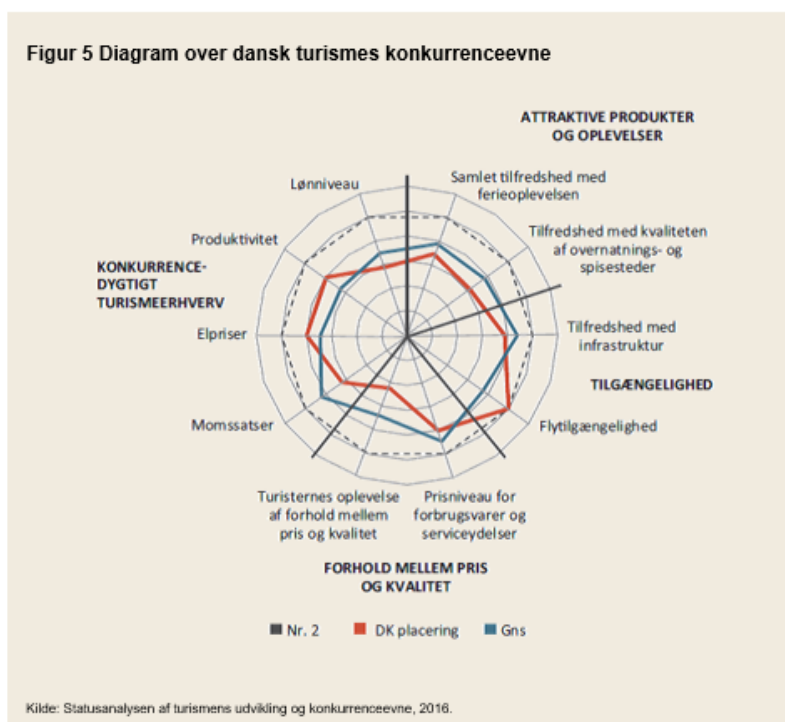 Figur 5 Diagram over dansk turismes konkurrenceevne
ATTRAKTIVE PRODUKTER
OG OPLEVELSER
Lønniveau
Samlet tilfredshed med
ferieoplevelsen
Produktivitet
Tilfredshed med kvaliteten
af overnatnings- og
spisesteder
KONKURRENCE-
DYGTIGT
TURISMEERHVERV
Elpriser
Tilfredshed med
infrastruktur
TILGÆNGELIGHED
Momssatser
Flytilgængelighed
Turisternes oplevelse
af forhold mellem
pris og kvalitet
Prisniveau for
forbrugsvarer og
serviceydelser
FORHOLD MELLEM PRIS
OG KVALITET
Nr. 2 DK placering Gns
Kilde: Statusanalysen af turismens udvikling og konkurrenceevne, 2016.